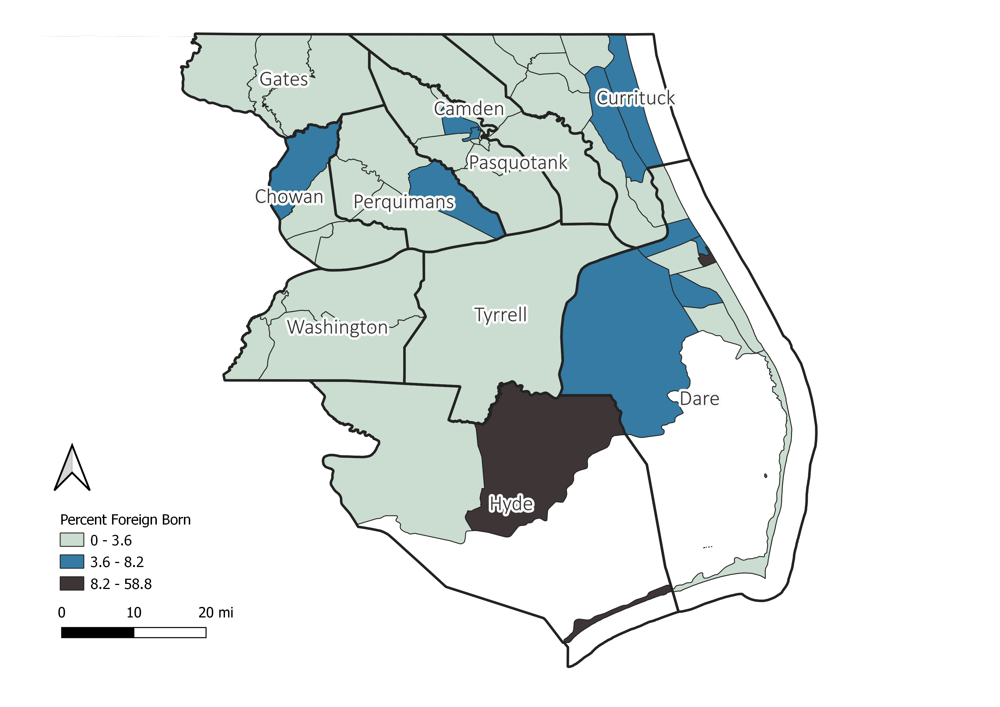 Gates
Currituck
Camden
Pasquotank
Chowan
Perquimans
Tyrrell
Washington
Dare
Hyde
Percent Foreign Born
0 - 3.6
3.6 - 8.2
8.2 - 58.8
0 10 20 mi